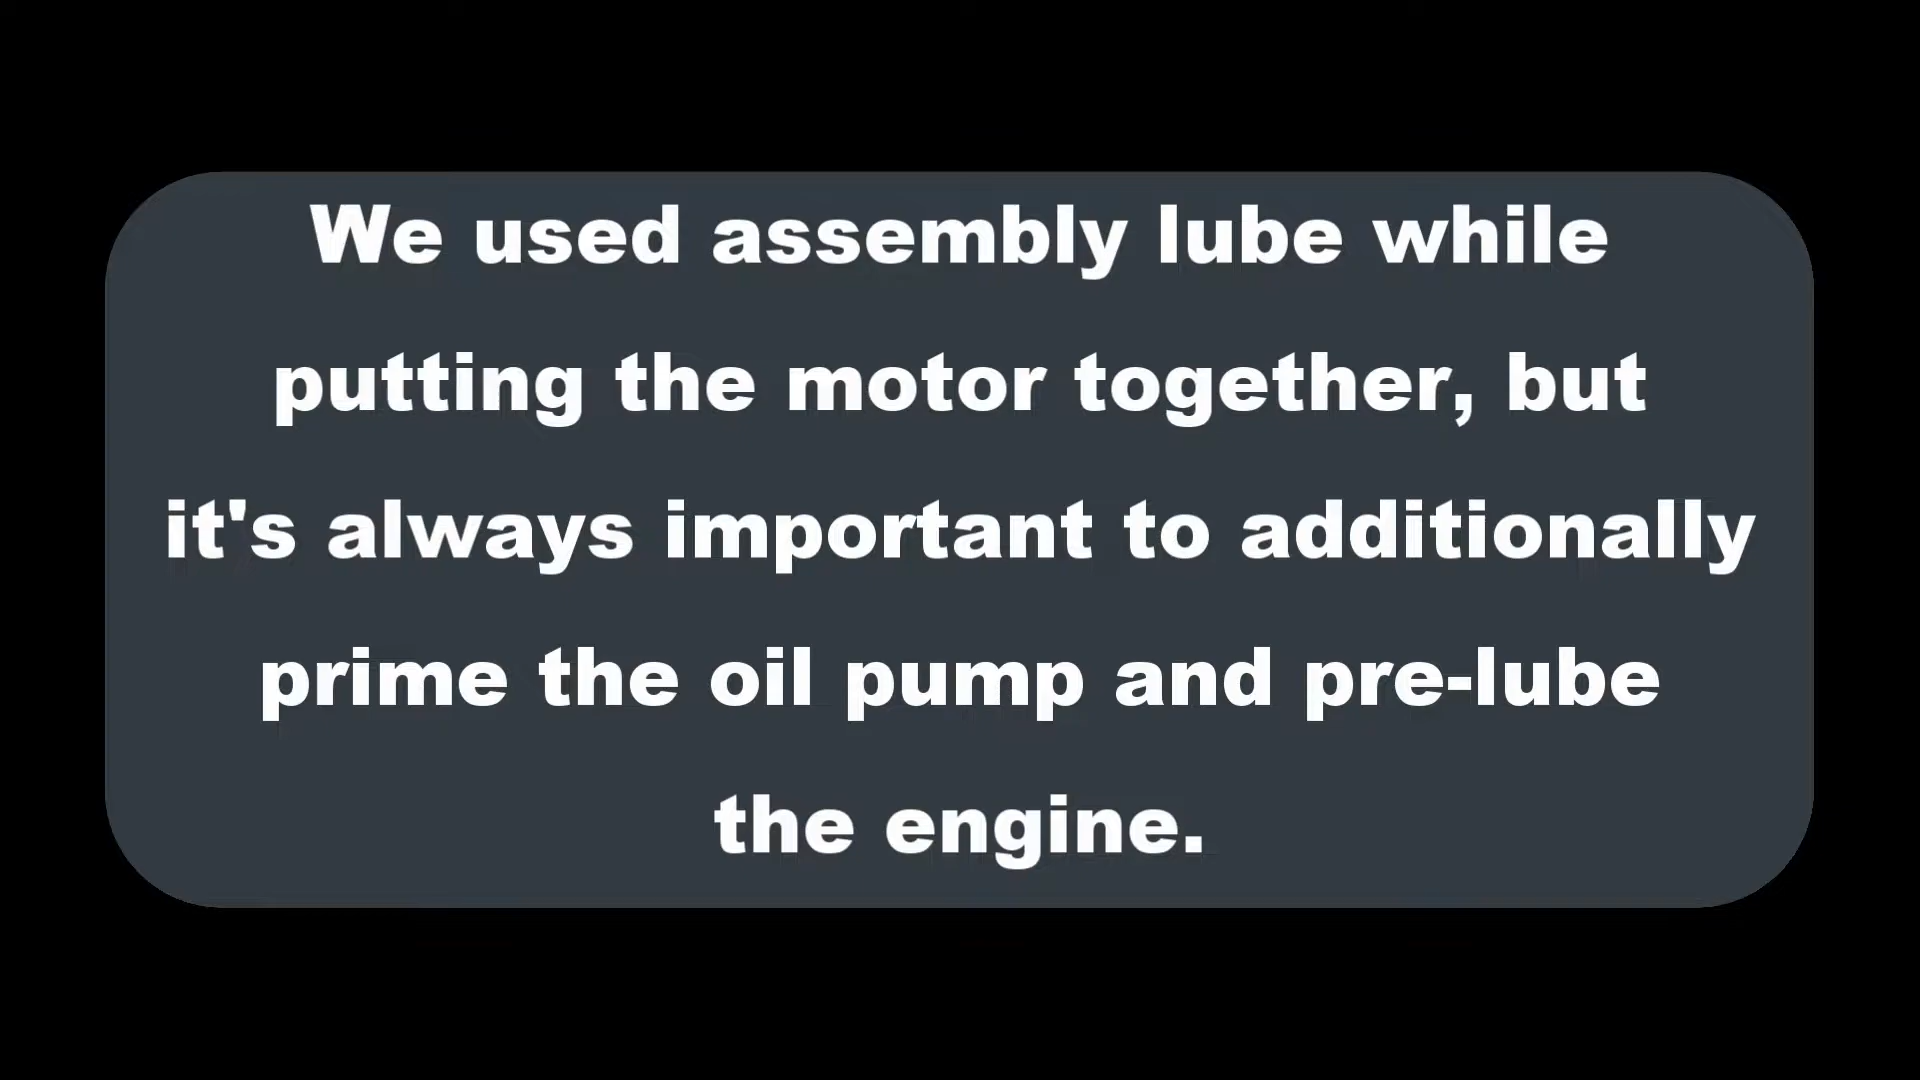 We used assembly lube while
putting the motor together, but
it's always important to additionally
prime the oil pump and pre-lube
the engine.